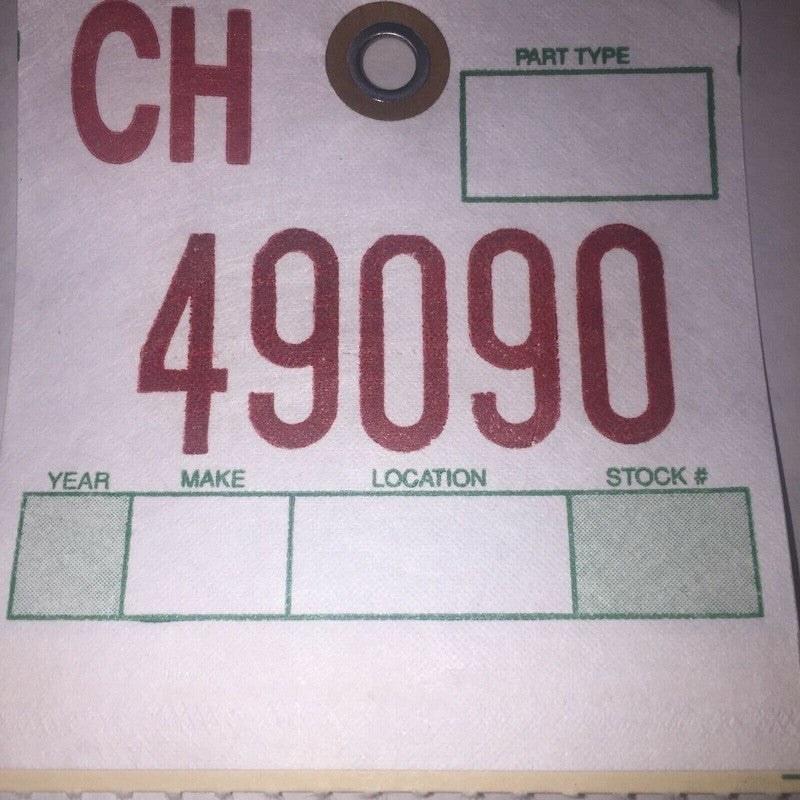 CH
PART TYPE
49090
YEAR MAKE LOCATION STOCK #